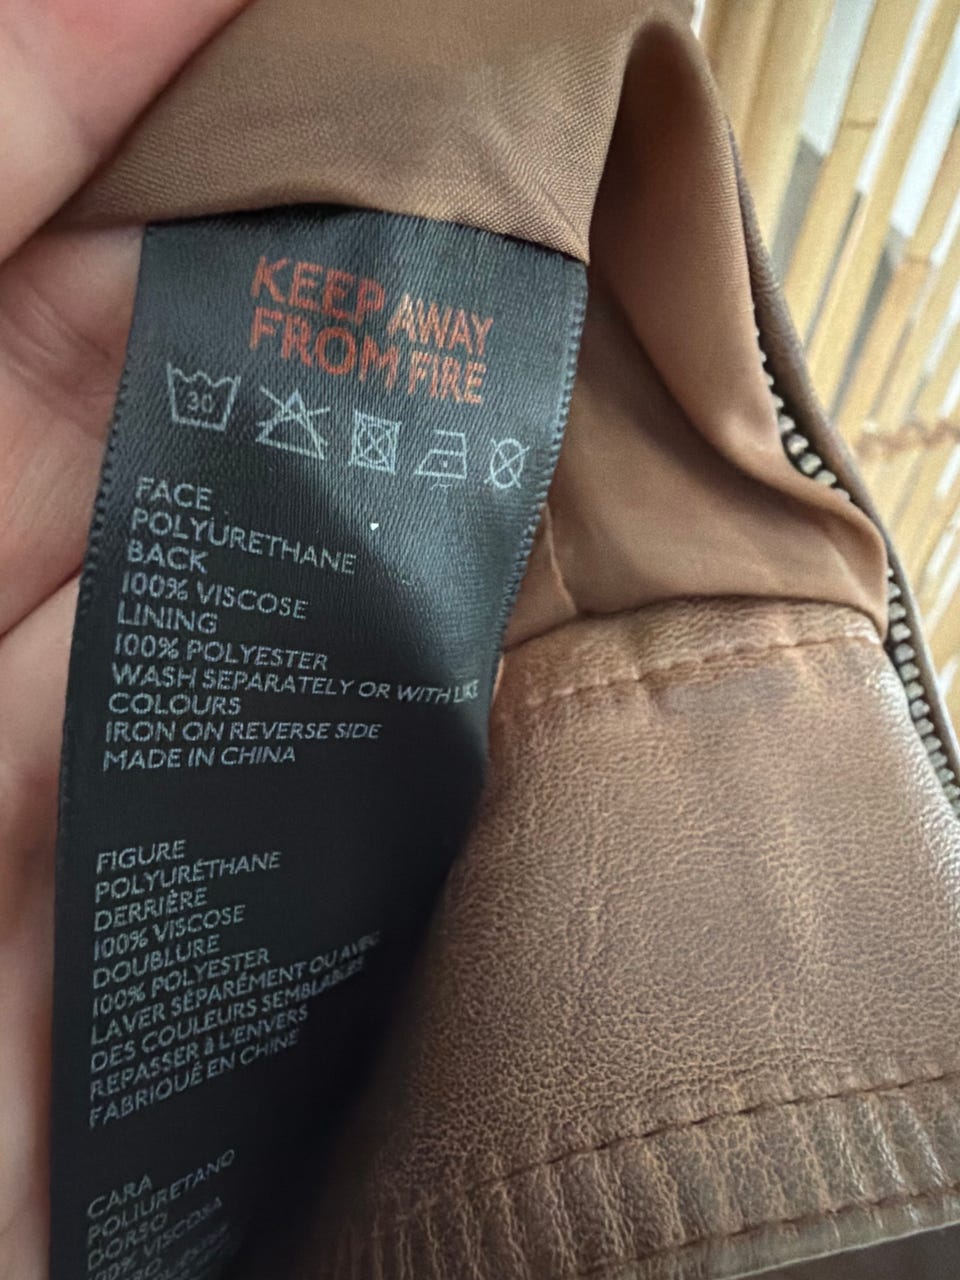 KEEP AWAY
FROM FIRE
30
FACE
POLYURETHANE
BACK
100% VISCOSE
LINING
100% POLYESTER
WASH SEPARATELY OR WITH LIKE
COLOURS
IRON ON REVERSE SIDE
MADE IN CHINA
FIGURE
POLYURÉTHANE
DERRIÈRE
100% VISCOSE
DOUBLURE
100% POLYESTER
LAVER SÉPARÉMENT OU AVEC
DES COULEURS SEMBLABLES
REPASSER À L'ENVERS
FABRIQUÉ EN CHINE
CARA
POLIURETANO
DORSO
100% VISCOSA